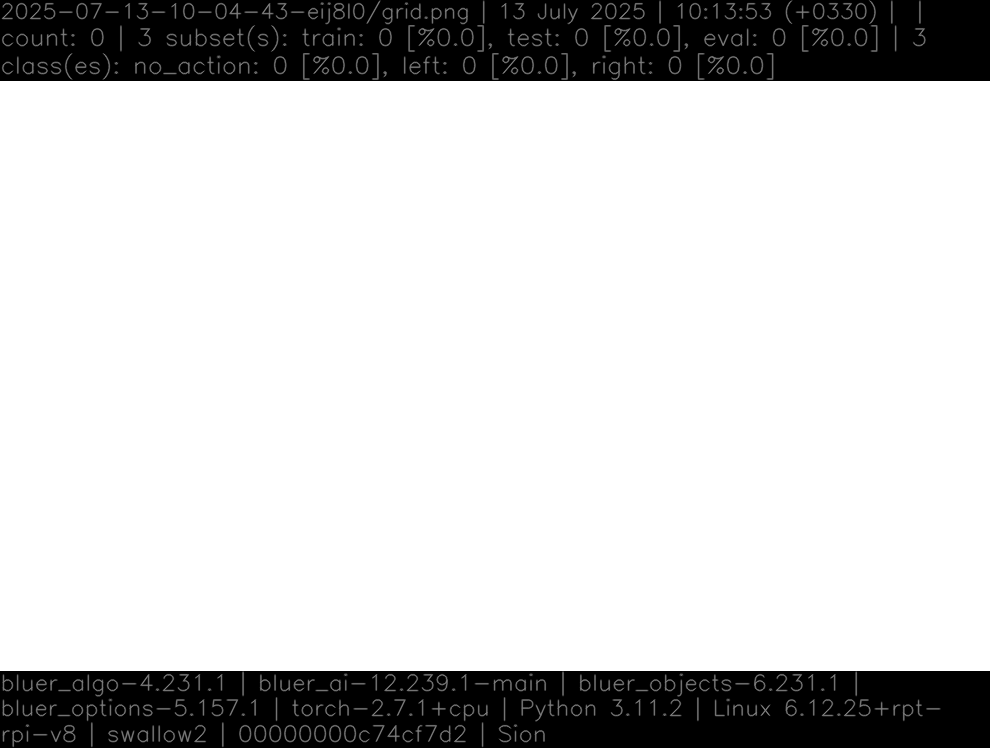 2025-07-13-10-04-43-eij8l0/grid.png | 13 July 2025 | 10:13:53 (+0330) | |
count: 0 | 3 subset(s): train: 0 [%0.0], test: 0 [%0.0], eval: 0 [%0.0] | 3
class(es): no_action: 0 [%0.0], left: 0 [%0.0], right: 0 [%0.0]
bluer_algo-4.231.1 | bluer_ai-12.239.1-main | bluer_objects-6.231.1 |
bluer_options-5.157.1 | torch-2.7.1+cpu | Python 3.11.2 | Linux 6.12.25+rpt-
rpi-v8 | swallow2 | 00000000c74cf7d2 | Sion